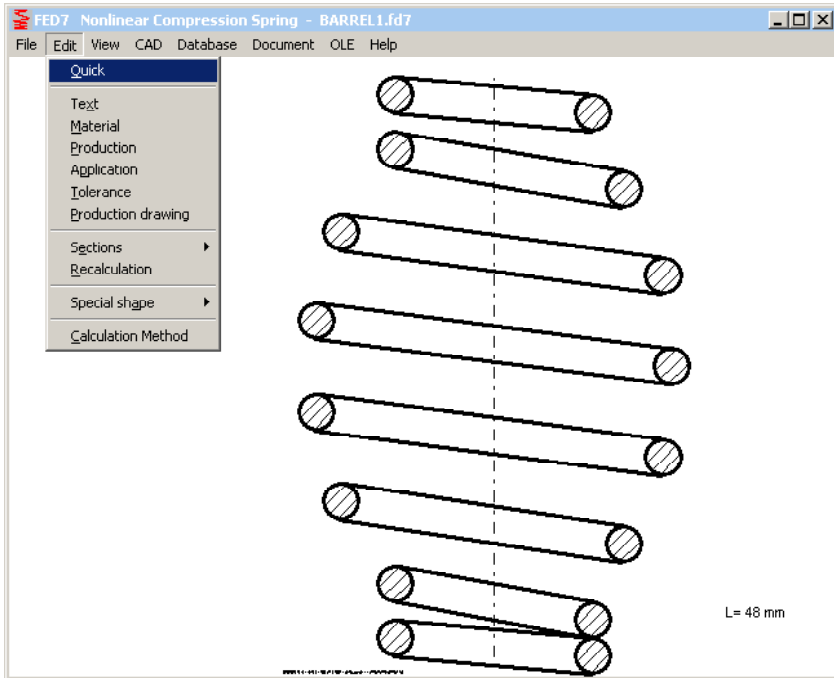 FED7 Nonlinear Compression Spring - BARREL1.fd7
File Edit View CAD Database Document OLE Help
Quick
Text
Material
Production
Application
Tolerance
Production drawing
Sections
Recalculation
Special shape
Calculation Method
L= 48 mm